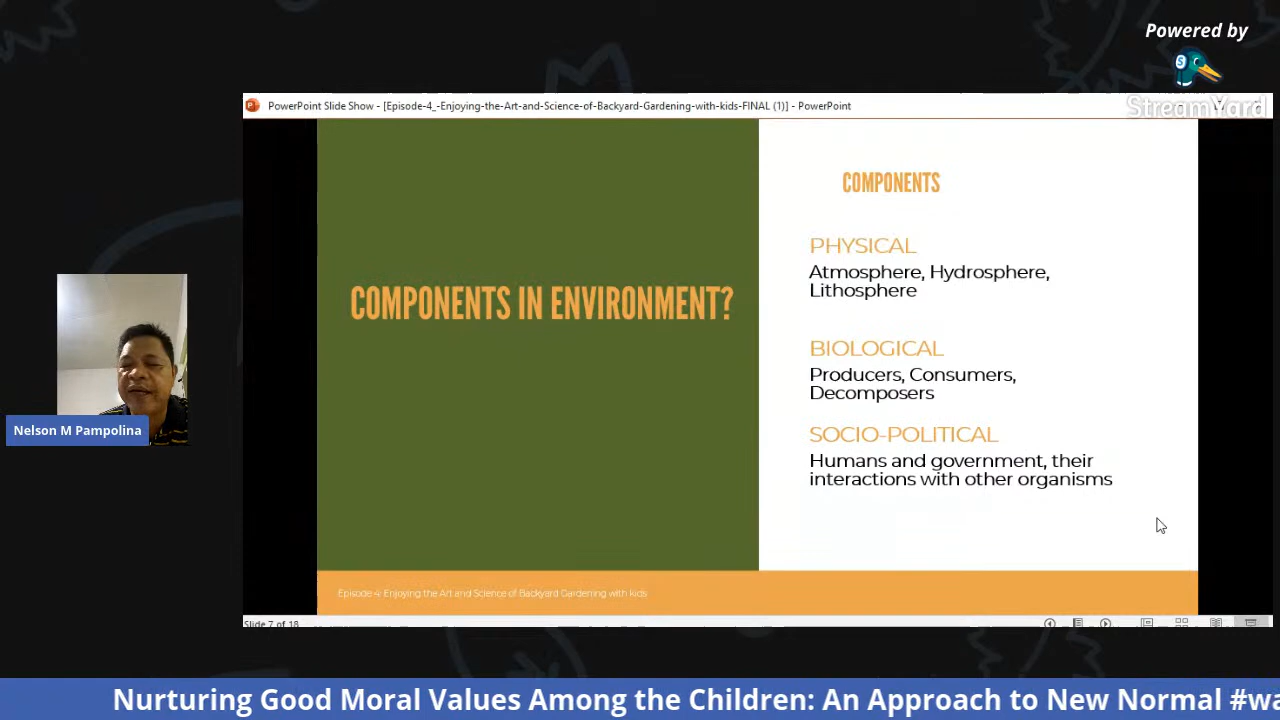 Powered by
StreamYard
PowerPoint Slide Show - [Episode-4_-Enjoying-the-Art-and-Science-of-Backyard-Gardening-with-kids-FINAL (1)] - PowerPoint
COMPONENTS IN ENVIRONMENT?
COMPONENTS
PHYSICAL
Atmosphere, Hydrosphere,
Lithosphere
BIOLOGICAL
Producers, Consumers,
Decomposers
SOCIO-POLITICAL
Humans and government, their
interactions with other organisms
Episode 4: Enjoying the Art and Science of Backyard Gardening with kids
Slide 7 of 18
Nelson M Pampolina
Nurturing Good Moral Values Among the Children: An Approach to New Normal #wa